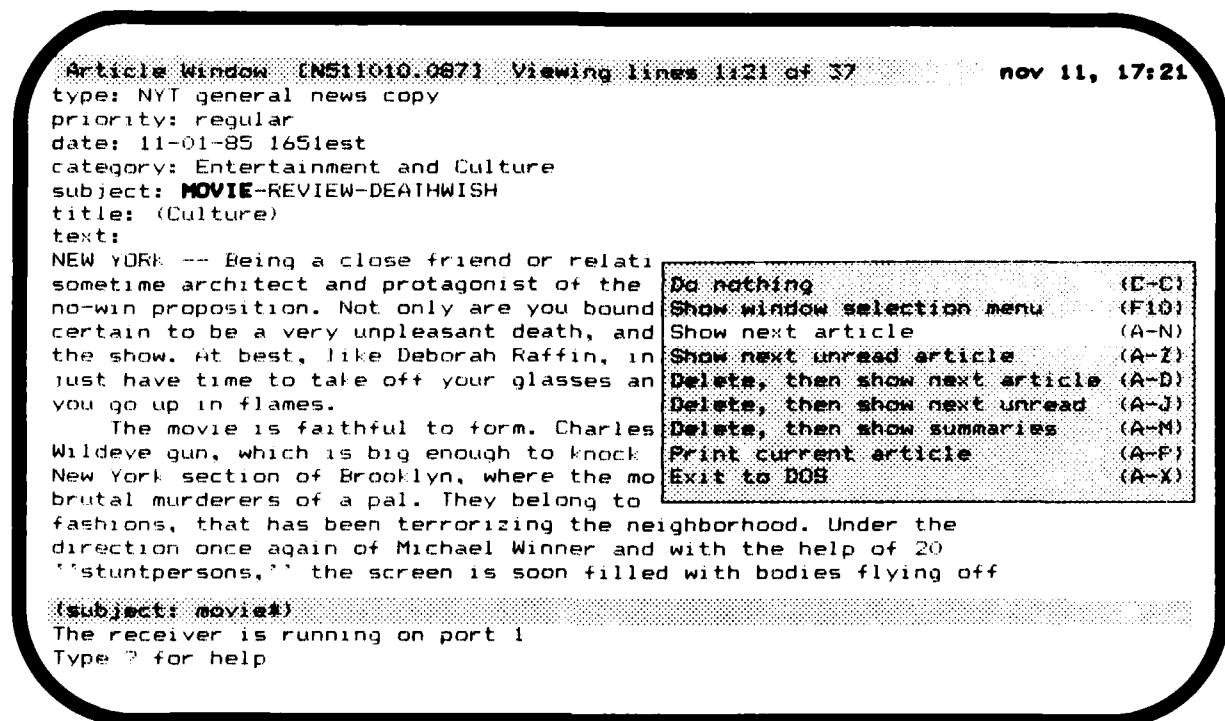 Article Window [NS11010.087] Viewing lines 1:21 of 37 nov 11, 17:21
type: NYT general news copy
priority: regular
date: 11-01-85 1651est
category: Entertainment and Culture
subject: MOVIE-REVIEW-DEATHWISH
title: (Culture)
text:
NEW YORK -- Being a close friend or relati
sometime architect and protagonist of the
no-win proposition. Not only are you bound
certain to be a very unpleasant death, and
the show. At best, like Deborah Raffin, in
just have time to take off your glasses an
you go up in flames.
The movie is faithful to form. Charles
Wildeve gun, which is big enough to knock
New York section of Brooklyn, where the mo
brutal murderers of a pal. They belong to
Do nothing (C-C)
Show window selection menu (F10)
Show next article (A-N)
Show next unread article (A-Z)
Delete, then show next article (A-D)
Delete, then show next unread (A-J)
Delete, then show summaries (A-M)
Print current article (A-P)
Exit to DOS (A-X)
fashions, that has been terrorizing the neighborhood. Under the
direction once again of Michael Winner and with the help of 20
``stuntpersons,'' the screen is soon filled with bodies flying off
(subject: movie#)
The receiver is running on port 1
Type ? for help